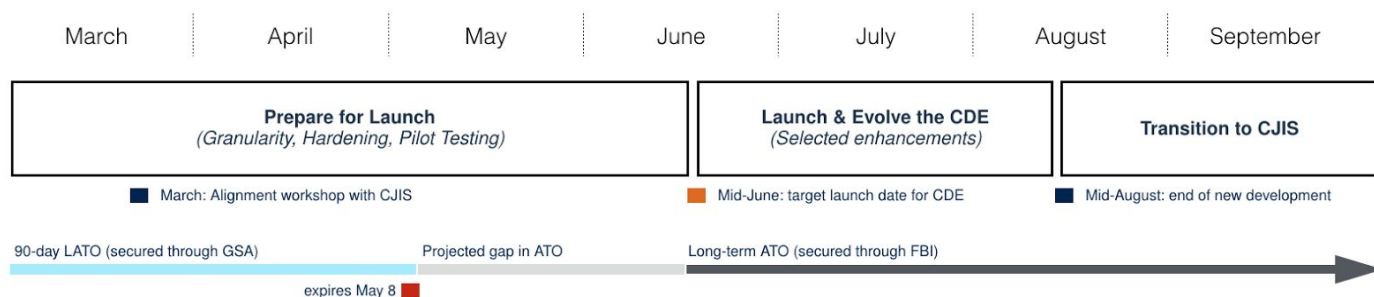 March
April
May
June
July
August
September
Prepare for Launch
(Granularity, Hardening, Pilot Testing)
Launch & Evolve the CDE
(Selected enhancements)
Transition to CJIS
March: Alignment workshop with CJIS
Mid-June: target launch date for CDE
Mid-August: end of new development
90-day LATO (secured through GSA)
Projected gap in ATO
Long-term ATO (secured through FBI)
expires May 8